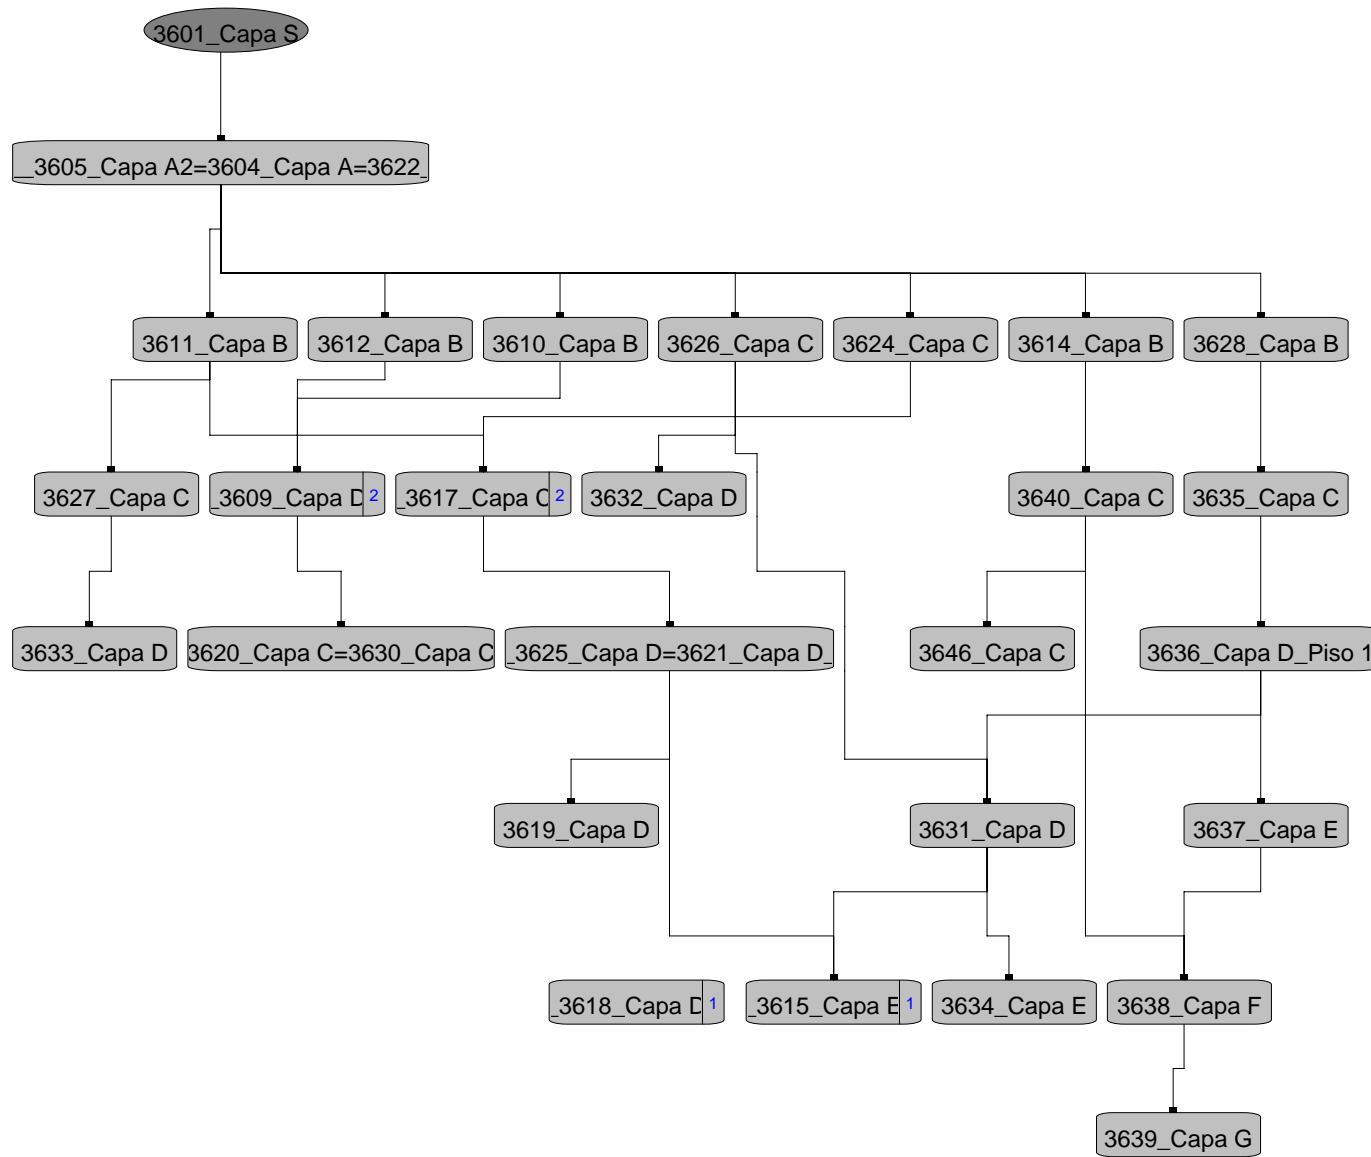 3601_Capa S
__3605_Capa A2=3604_Capa A=3622_
3611_Capa B
3612_Capa B
3610_Capa B
3626_Capa C
3624_Capa C
3614_Capa B
3628_Capa B
3627_Capa C
_3609_Capa D 2
_3617_Capa C 2
3632_Capa D
3640_Capa C
3635_Capa C
3633_Capa D
3620_Capa C=3630_Capa C
_3625_Capa D=3621_Capa D_
3646_Capa C
3636_Capa D_Piso 1
3619_Capa D
3631_Capa D
3637_Capa E
_3618_Capa D 1
_3615_Capa E 1
3634_Capa E
3638_Capa F
3639_Capa G